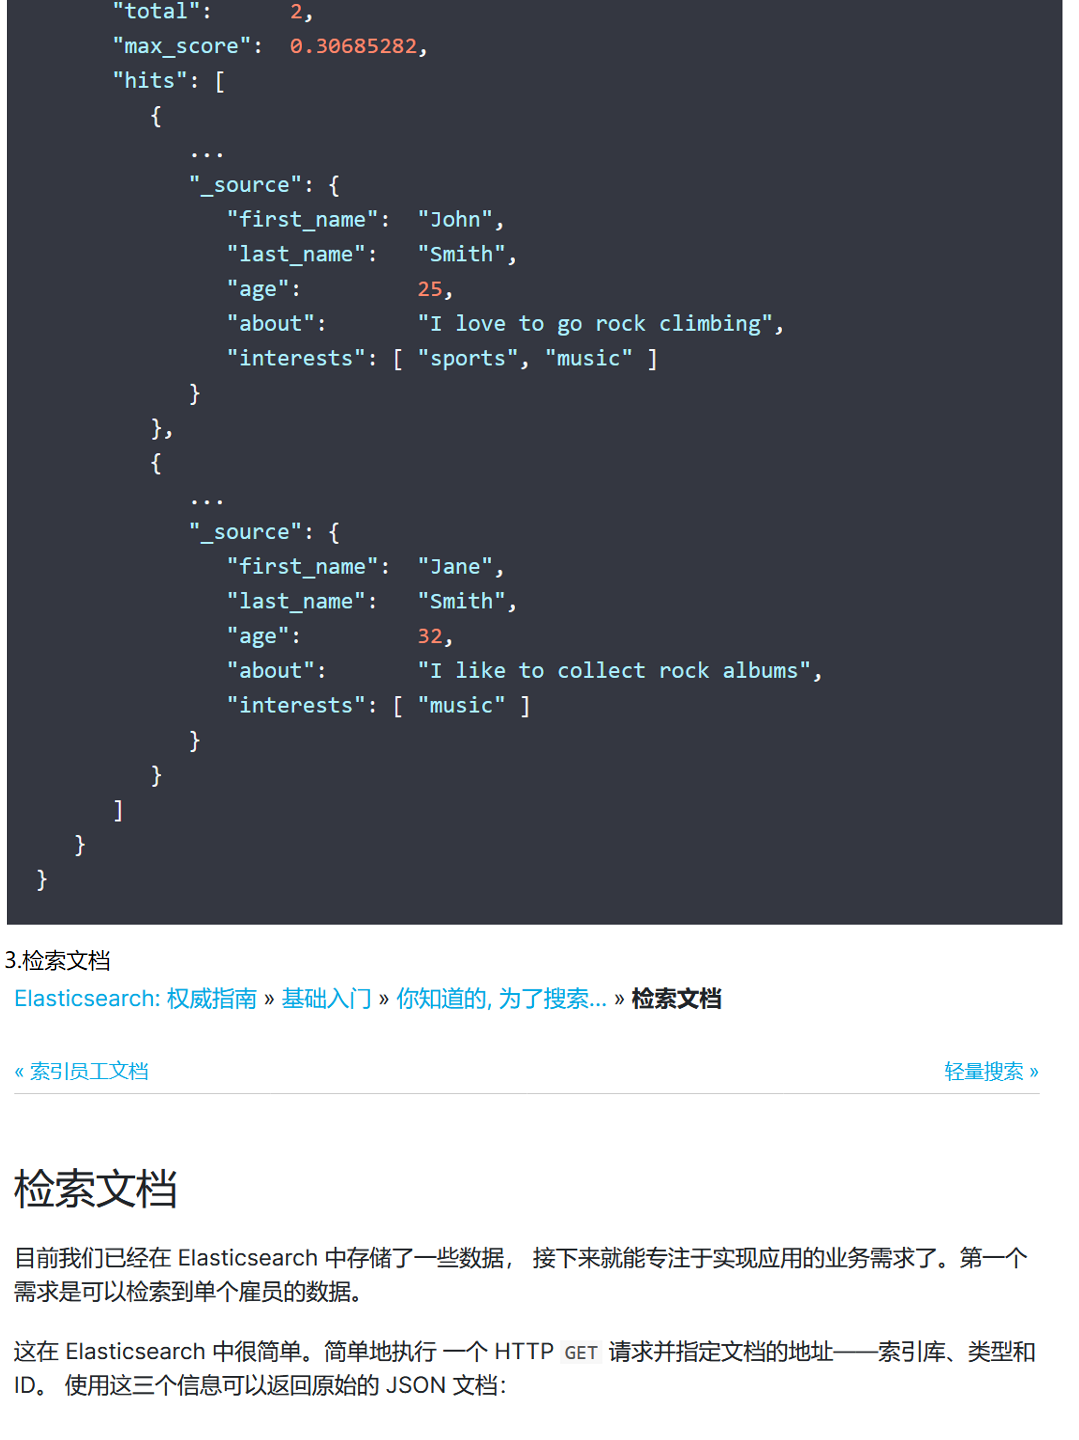 "total": 2,
"max_score": 0.30685282,
"hits": [
{
...
"_source": {
"first_name": "John",
"last_name": "Smith",
"age": 25,
"about": "I love to go rock climbing",
"interests": [ "sports", "music" ]
}
},
{
...
"_source": {
"first_name": "Jane",
"last_name": "Smith",
"age": 32,
"about": "I like to collect rock albums",
"interests": [ "music" ]
}
}
]
}
}
3.检索文档
Elasticsearch: 权威指南 » 基础入门 » 你知道的, 为了搜索... » 检索文档
« 索引员工文档 轻量搜索 »
检索文档
目前我们已经在 Elasticsearch 中存储了一些数据， 接下来就能专注于实现应用的业务需求了。第一个
需求是可以检索到单个雇员的数据。
这在 Elasticsearch 中很简单。简单地执行 一个 HTTP GET 请求并指定文档的地址——索引库、类型和
ID。 使用这三个信息可以返回原始的 JSON 文档：